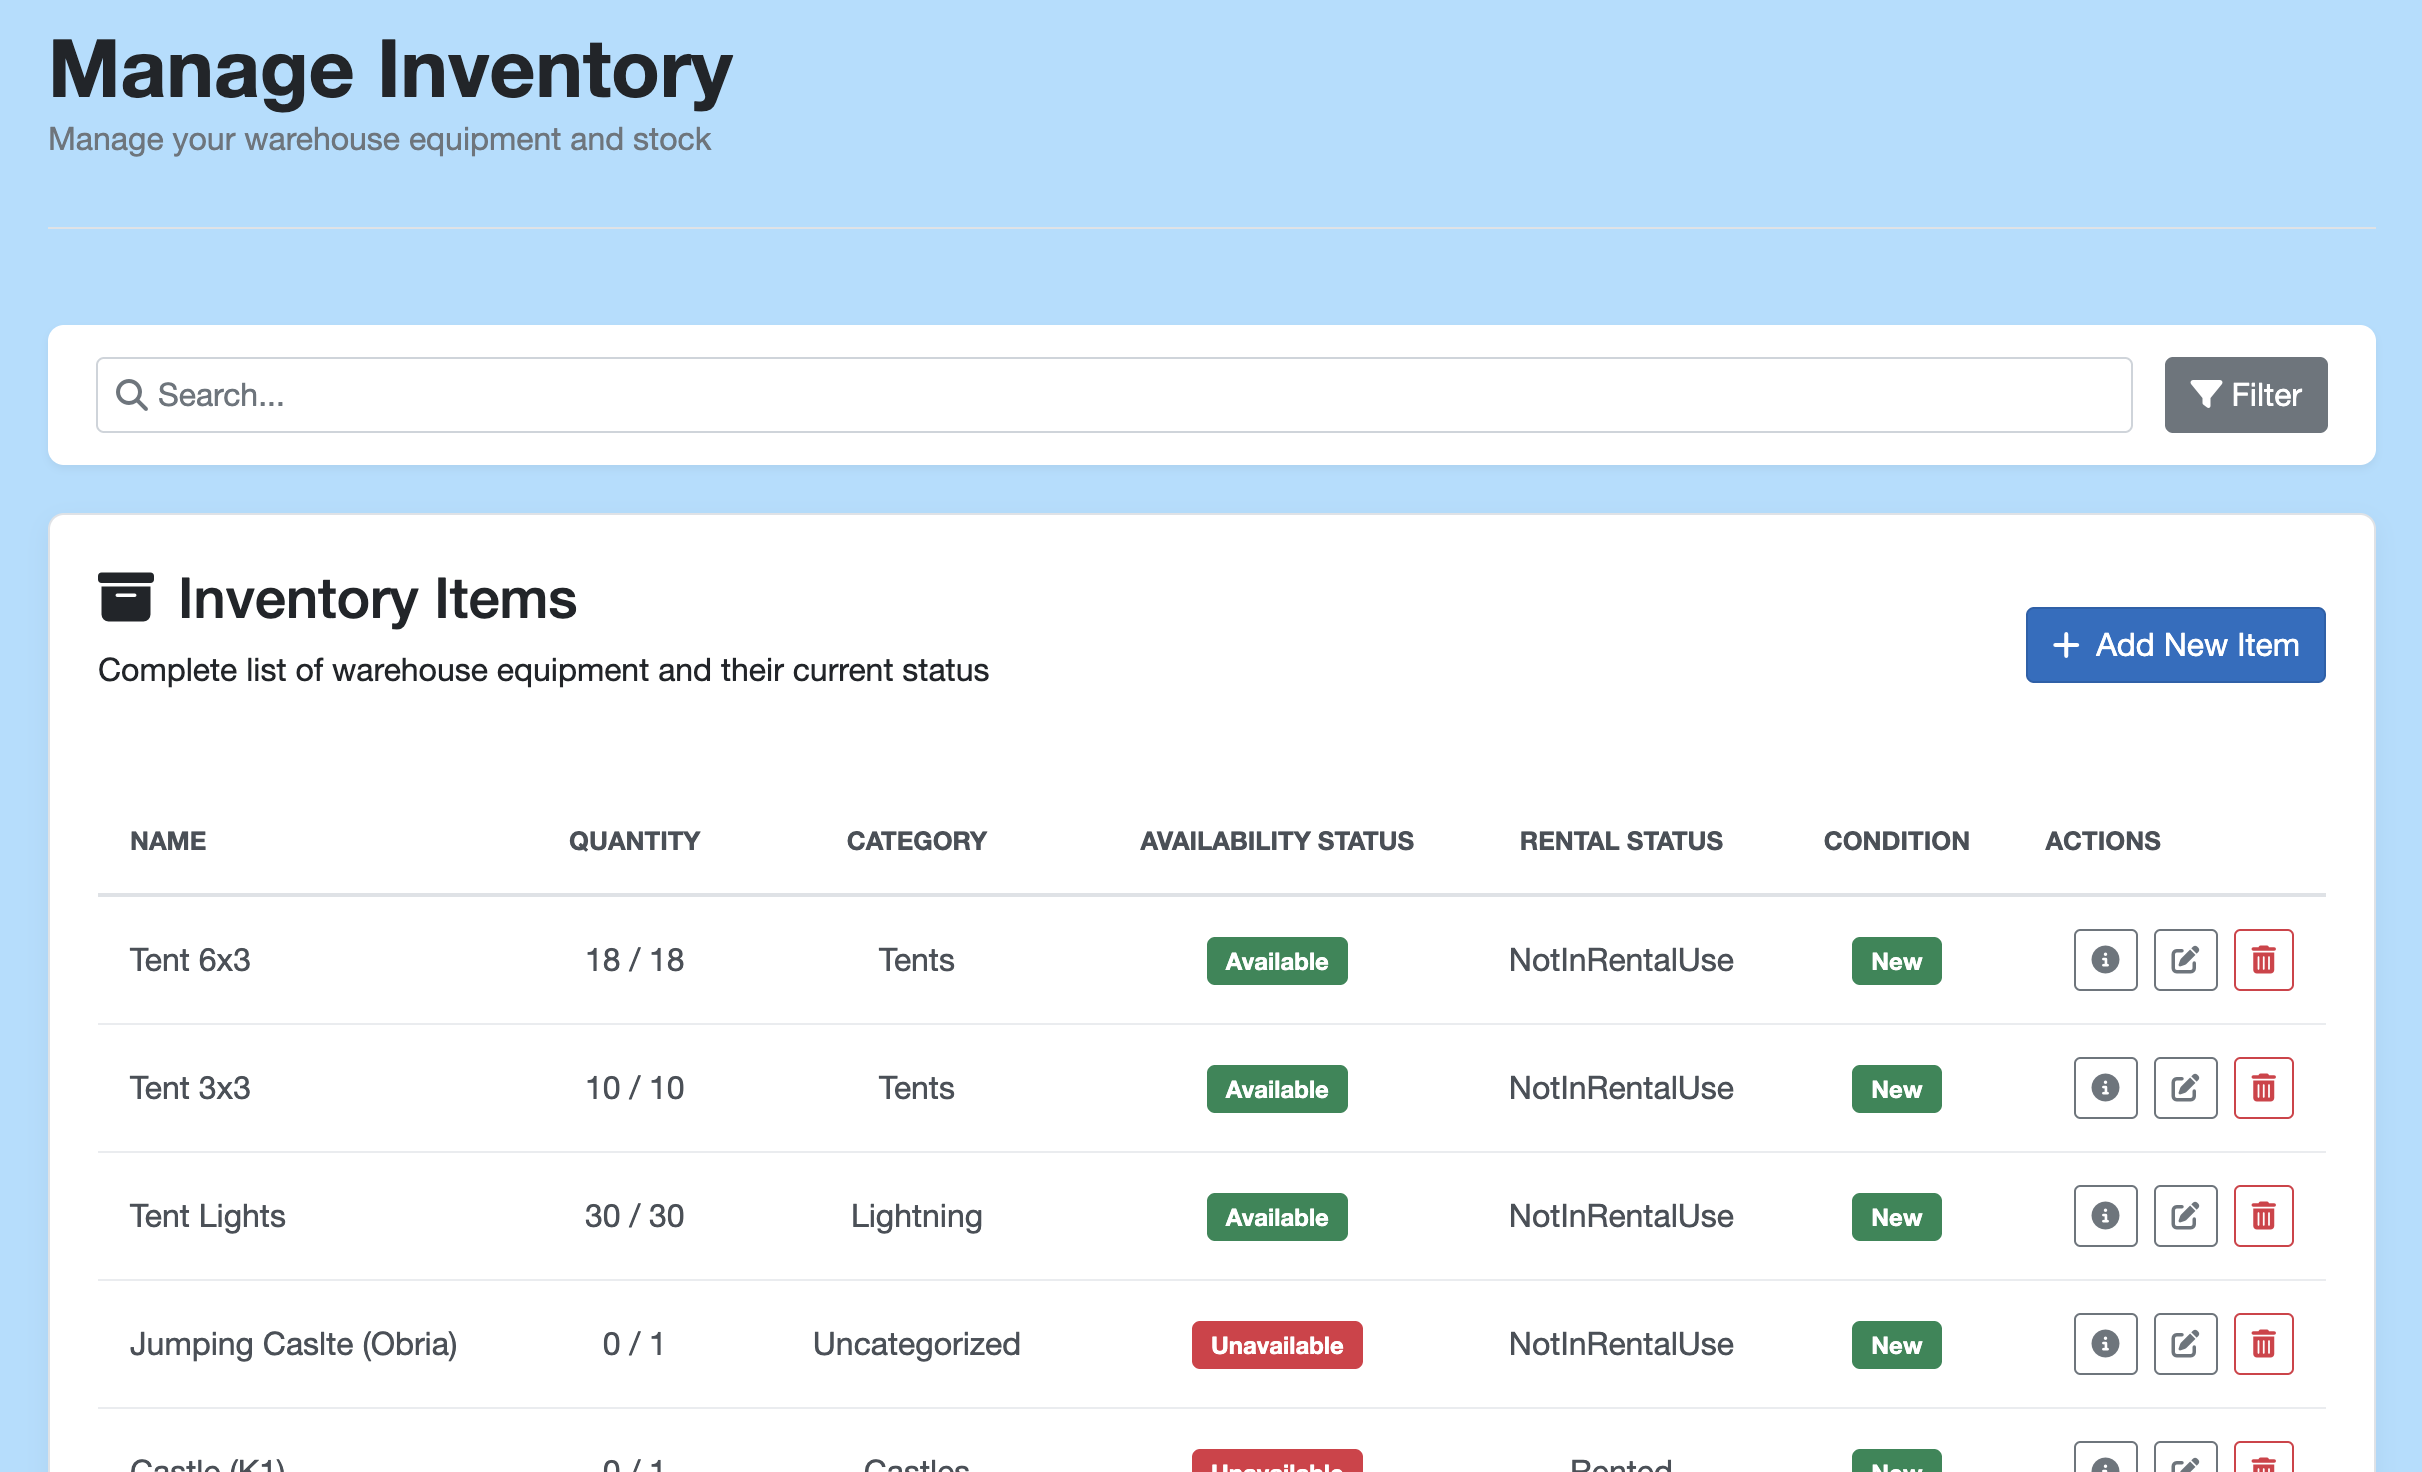 Manage Inventory
Manage your warehouse equipment and stock
Search...
Filter
Inventory Items
Complete list of warehouse equipment and their current status
+ Add New Item
NAME QUANTITY CATEGORY AVAILABILITY STATUS RENTAL STATUS CONDITION ACTIONS
Tent 6x3 18 / 18 Tents Available NotInRentalUse New
Tent 3x3 10 / 10 Tents Available NotInRentalUse New
Tent Lights 30 / 30 Lightning Available NotInRentalUse New
Jumping Caslte (Obria) 0 / 1 Uncategorized Unavailable NotInRentalUse New
Castle (K1) 0 / 1 Castles Unavailable Rented New